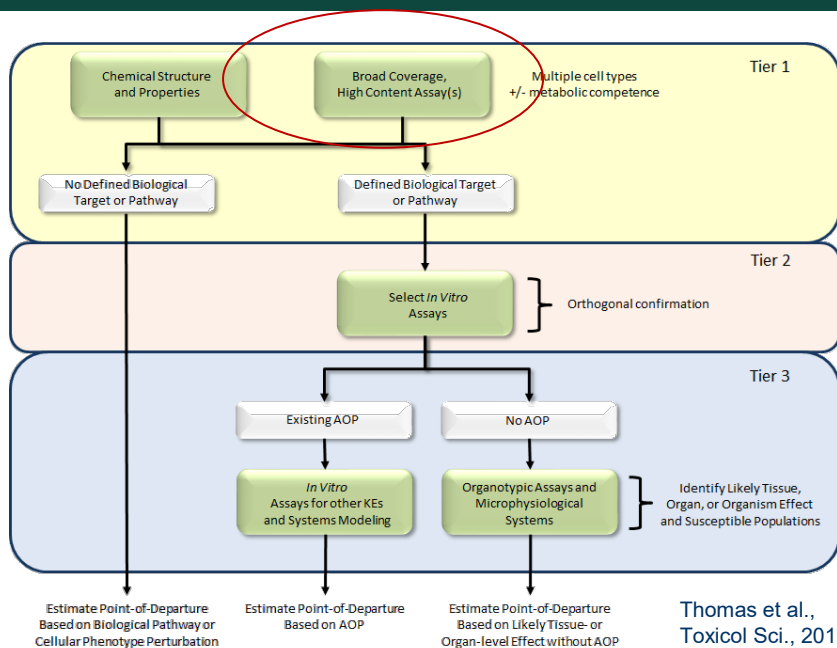 Tier 1
Chemical Structure
and Properties
Broad Coverage,
High Content Assay(s)
Multiple cell types
+/- metabolic competence
No Defined Biological
Target or Pathway
Defined Biological Target
or Pathway
Tier 2
Select In Vitro
Assays
Orthogonal confirmation
Tier 3
Existing AOP
No AOP
In Vitro
Assays for other KEs
and Systems Modeling
Organotypic Assays and
Microphysiological
Systems
Identify Likely Tissue,
Organ, or Organism Effect
and Susceptible Populations
Estimate Point-of-Departure
Based on Biological Pathway or
Cellular Phenotype Perturbation
Estimate Point-of-Departure
Based on AOP
Estimate Point-of-Departure
Based on Likely Tissue- or
Organ-level Effect without AOP
Thomas et al.,
Toxicol Sci., 201